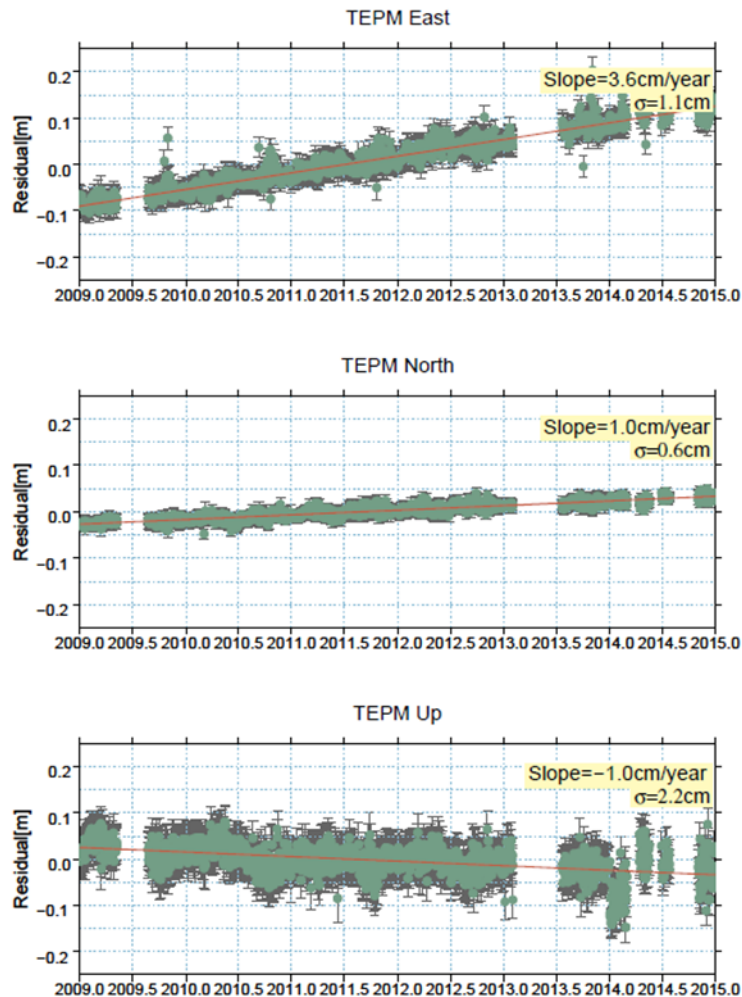 TEPM East
Slope=3.6cm/year
σ=1.1cm
Residual[m]
0.2
0.1
0.0
−0.1
−0.2
2009.0 2009.5 2010.0 2010.5 2011.0 2011.5 2012.0 2012.5 2013.0 2013.5 2014.0 2014.5 2015.0
TEPM North
Slope=1.0cm/year
σ=0.6cm
Residual[m]
0.2
0.1
0.0
−0.1
−0.2
2009.0 2009.5 2010.0 2010.5 2011.0 2011.5 2012.0 2012.5 2013.0 2013.5 2014.0 2014.5 2015.0
TEPM Up
Slope=−1.0cm/year
σ=2.2cm
Residual[m]
0.2
0.1
0.0
−0.1
−0.2
2009.0 2009.5 2010.0 2010.5 2011.0 2011.5 2012.0 2012.5 2013.0 2013.5 2014.0 2014.5 2015.0